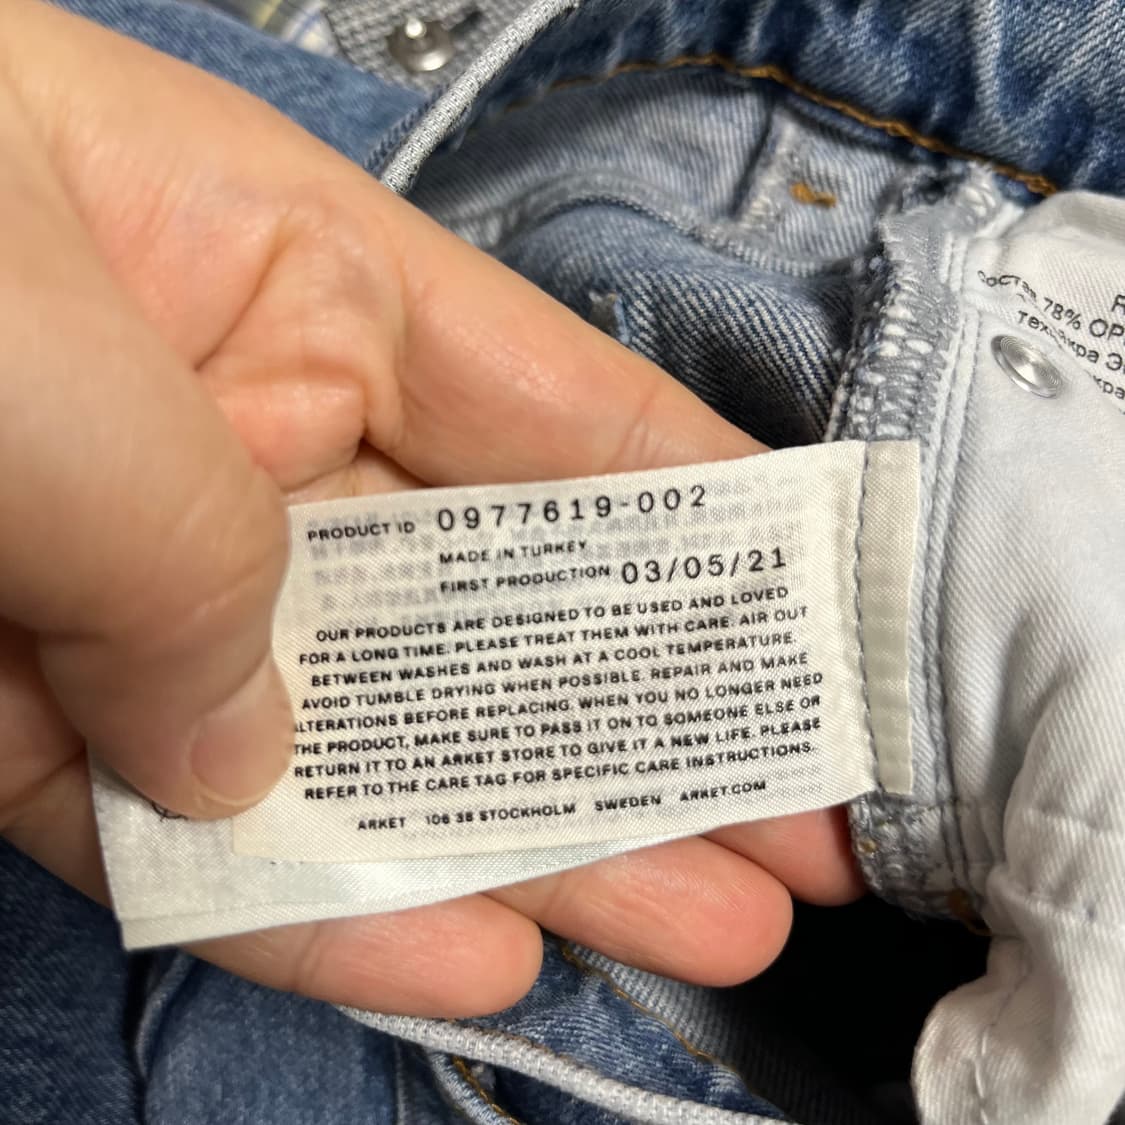 PRODUCT ID 0977619-002
MADE IN TURKEY
FIRST PRODUCTION 03/05/21
OUR PRODUCTS ARE DESIGNED TO BE USED AND LOVED
FOR A LONG TIME. PLEASE TREAT THEM WITH CARE. AIR OUT
BETWEEN WASHES AND WASH AT A COOL TEMPERATURE.
AVOID TUMBLE DRYING WHEN POSSIBLE. REPAIR AND MAKE
LTERATIONS BEFORE REPLACING. WHEN YOU NO LONGER NEED
THE PRODUCT, MAKE SURE TO PASS IT ON TO SOMEONE ELSE OR
RETURN IT TO AN ARKET STORE TO GIVE IT A NEW LIFE. PLEASE
REFER TO THE CARE TAG FOR SPECIFIC CARE INSTRUCTIONS.
ARKET 106 38 STOCKHOLM SWEDEN ARKET.COM
78%